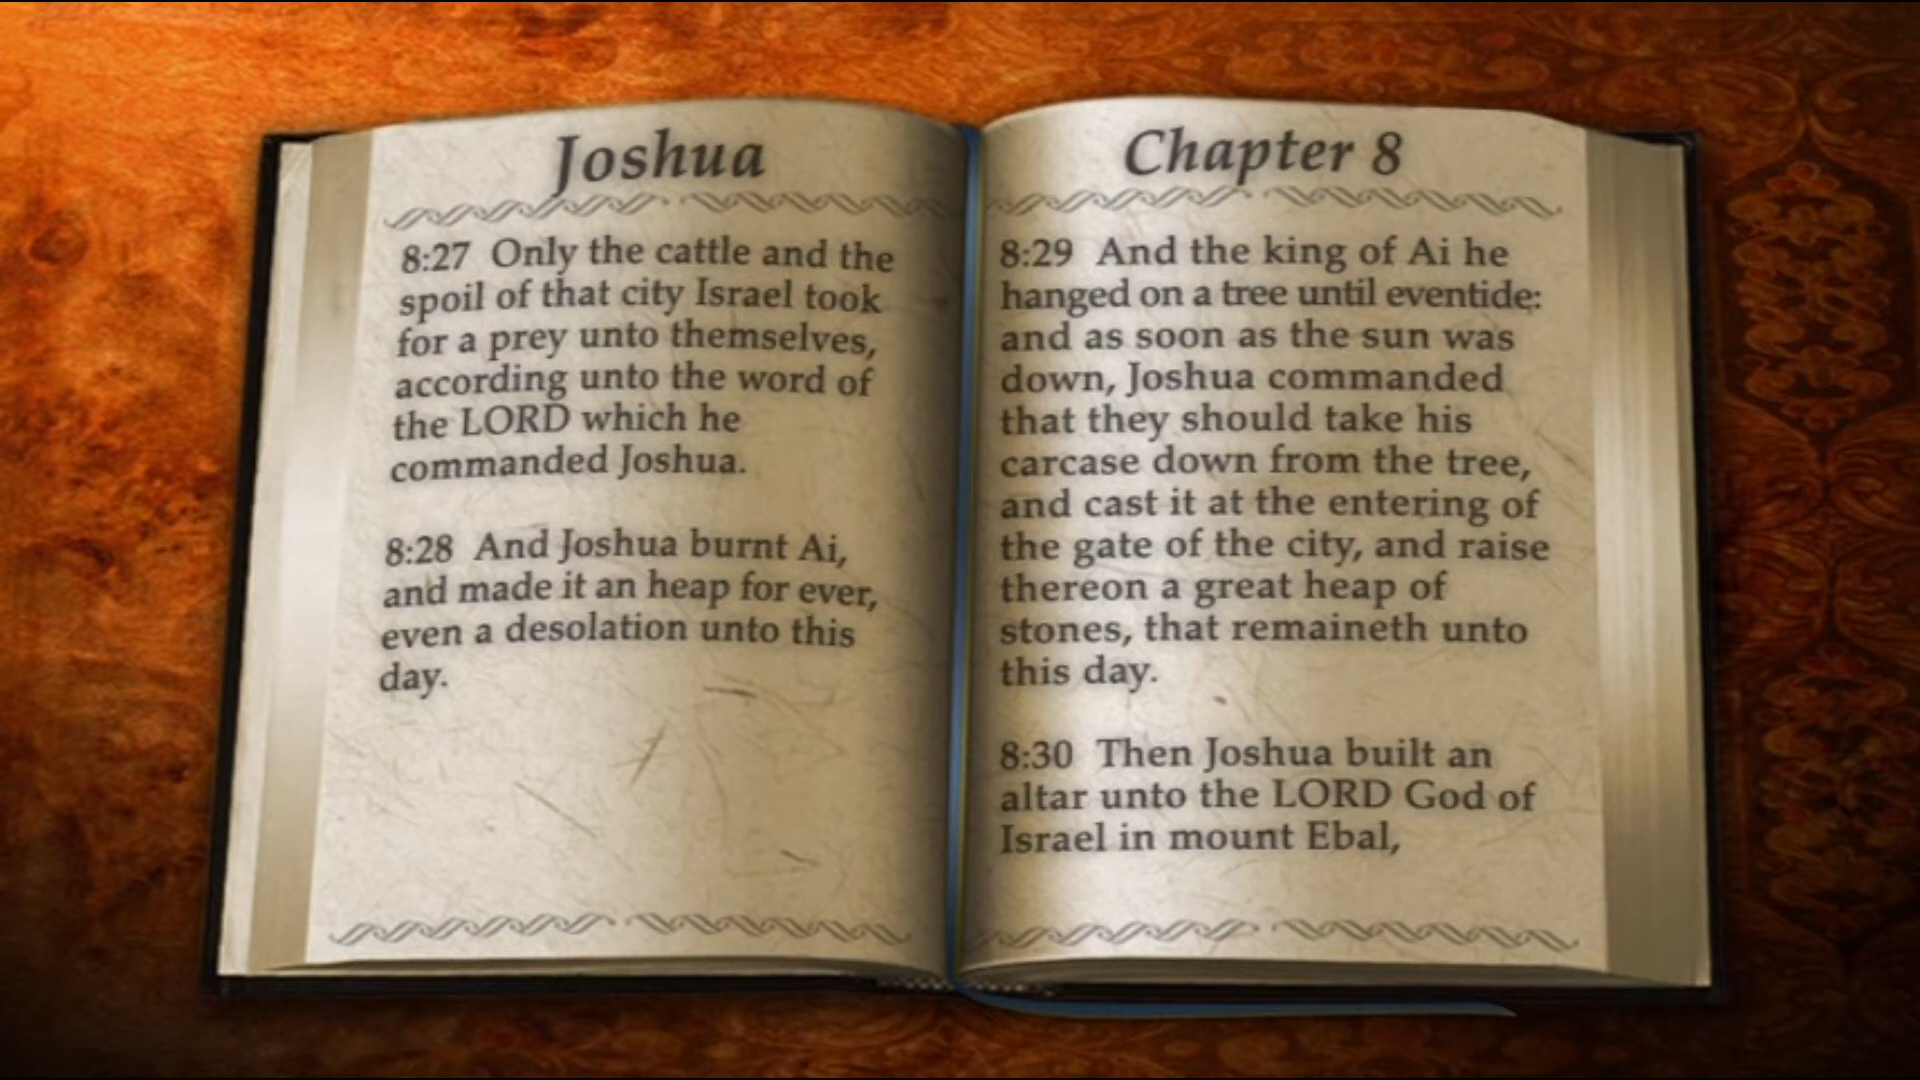 Joshua
8:27 Only the cattle and the
spoil of that city Israel took
for a prey unto themselves,
according unto the word of
the LORD which he
commanded Joshua.
8:28 And Joshua burnt Ai,
and made it an heap for ever,
even a desolation unto this
day.
Chapter 8
8:29 And the king of Ai he
hanged on a tree until eventide:
and as soon as the sun was
down, Joshua commanded
that they should take his
carcase down from the tree,
and cast it at the entering of
the gate of the city, and raise
thereon a great heap of
stones, that remaineth unto
this day.
8:30 Then Joshua built an
altar unto the LORD God of
Israel in mount Ebal,